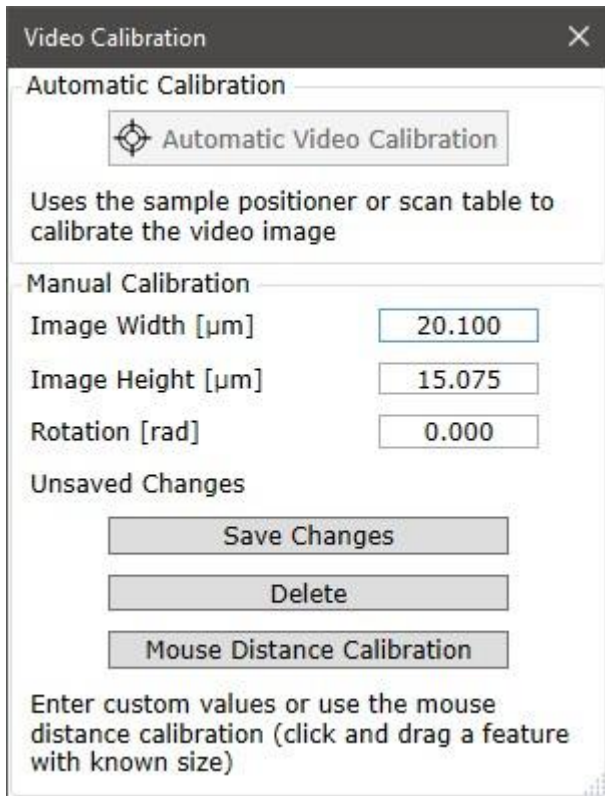 Video Calibration
Automatic Calibration
Automatic Video Calibration
Uses the sample positioner or scan table to
calibrate the video image
Manual Calibration
Image Width [µm] 20.100
Image Height [µm] 15.075
Rotation [rad] 0.000
Unsaved Changes
Save Changes
Delete
Mouse Distance Calibration
Enter custom values or use the mouse
distance calibration (click and drag a feature
with known size)